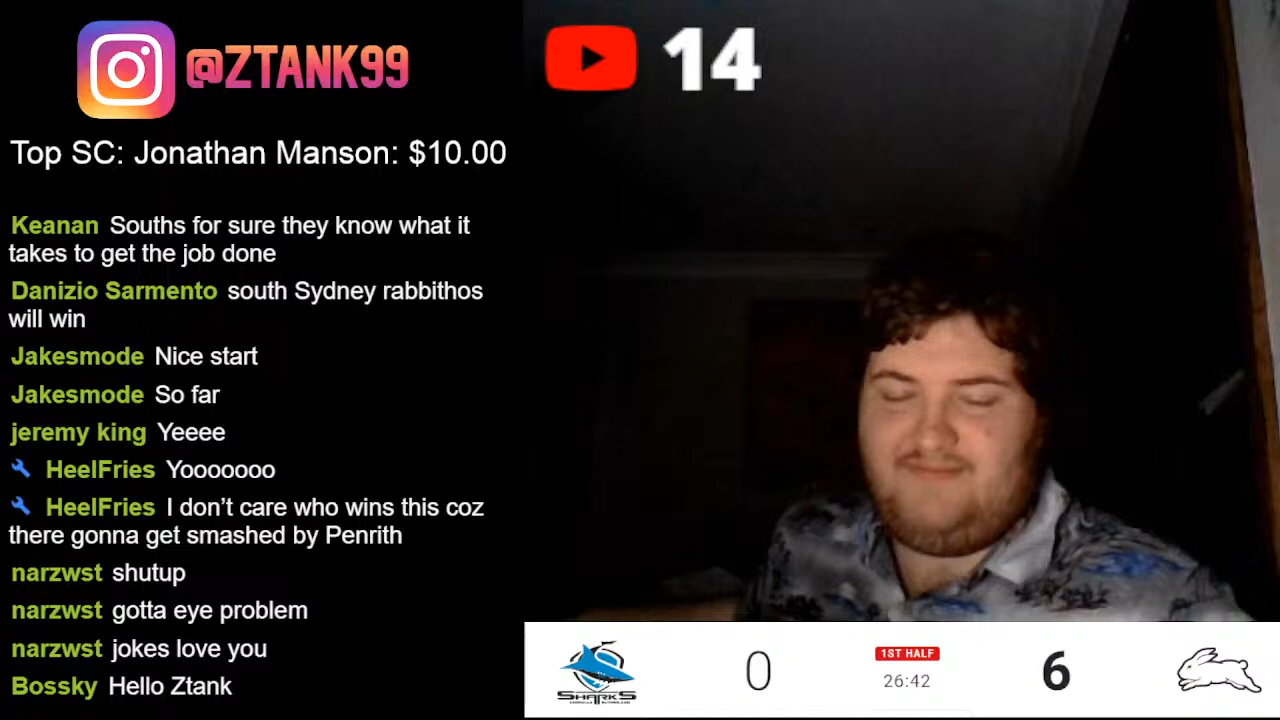 @ZTANK99
14
Top SC: Jonathan Manson: $10.00
Keanan Souths for sure they know what it
takes to get the job done
Danizio Sarmento south Sydney rabbithos
will win
Jakesmode Nice start
Jakesmode So far
jeremy king Yeeee
HeelFries Yooooooo
HeelFries I don’t care who wins this coz
there gonna get smashed by Penrith
narzwst shutup
narzwst gotta eye problem
narzwst jokes love you
Bossky Hello Ztank
SHARKS
0
1ST HALF
26:42
6